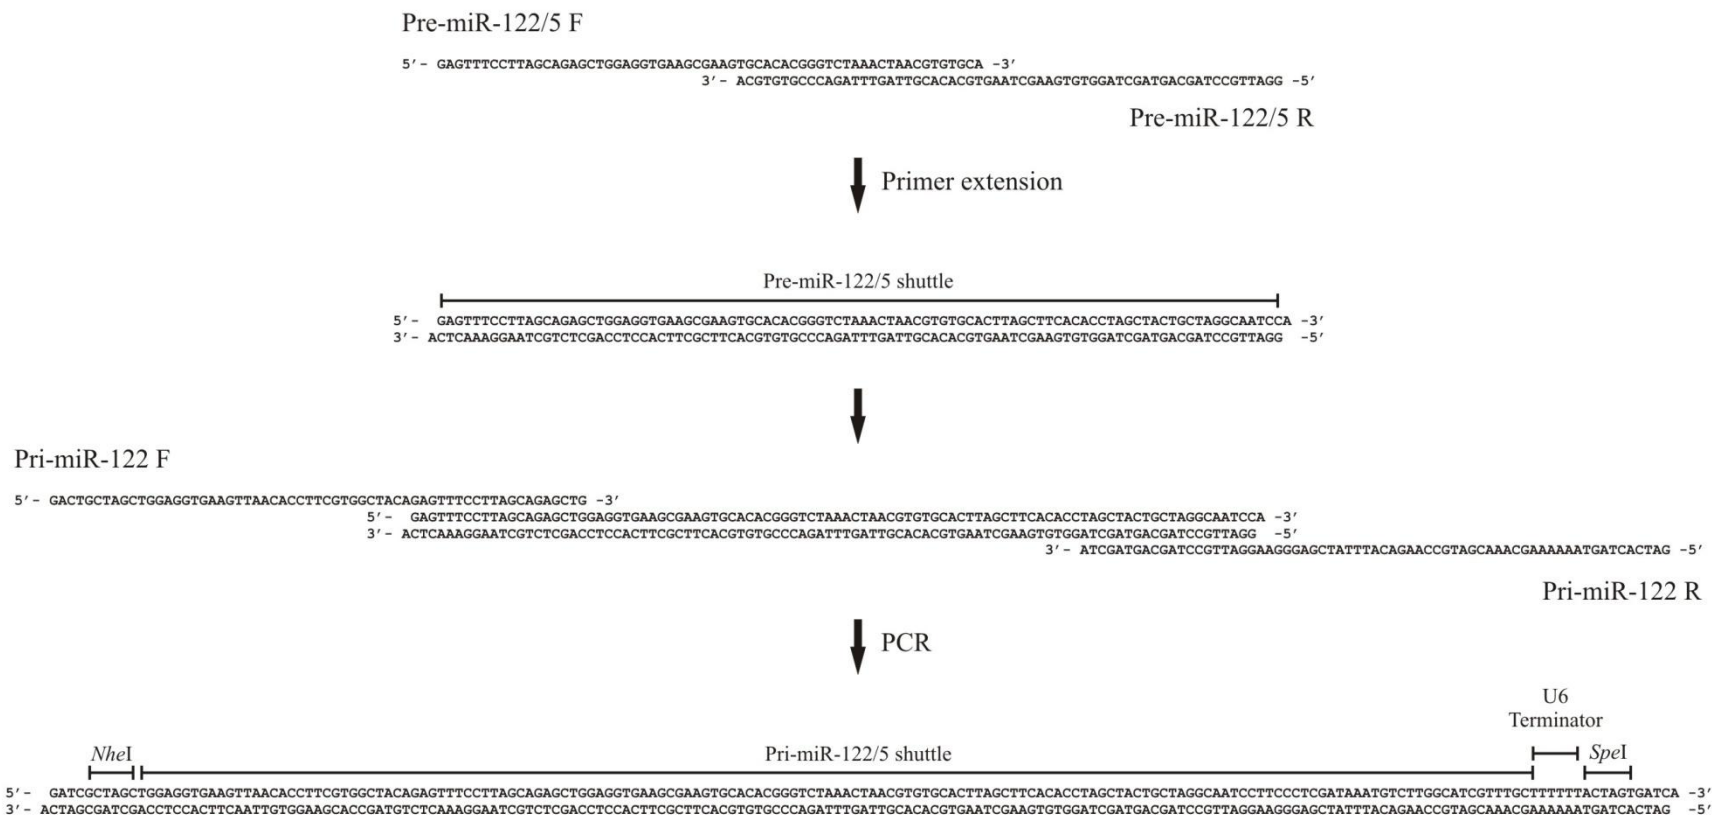 Pre-miR-122/5 F
5′- GAGTTTCCTTAGCAGAGCTGGAGGTGAAGCGAAGTGCACACGGGTCTAAACTAACGTGTGCA -3′
3′- ACGTGTGCCCAGATTTGATTGCACACGTGAATCGAAGTGTGGATCGATGACGATCCGTTAGG -5′
Pre-miR-122/5 R
Primer extension
Pre-miR-122/5 shuttle
5′- GAGTTTCCTTAGCAGAGCTGGAGGTGAAGCGAAGTGCACACGGGTCTAAACTAACGTGTGCACTTAGCTTCACACCTAGCTACTGCTAGGCAATCCA -3′
3′- ACTCAAAGGAATCGTCTCGACCTCCACTTCGCTTCACGTGTGCCCAGATTTGATTGCACACGTGAATCGAAGTGTGGATCGATGACGATCCGTTAGG -5′
Pri-miR-122 F
5′- GACTGCTAGCTGGAGGTGAAGTTAACACCTTCGTGGCTACAGAGTTTCCTTAGCAGAGCTG -3′
5′- GAGTTTCCTTAGCAGAGCTGGAGGTGAAGCGAAGTGCACACGGGTCTAAACTAACGTGTGCACTTAGCTTCACACCTAGCTACTGCTAGGCAATCCA -3′
3′- ACTCAAAGGAATCGTCTCGACCTCCACTTCGCTTCACGTGTGCCCAGATTTGATTGCACACGTGAATCGAAGTGTGGATCGATGACGATCCGTTAGG -5′
3′- ATCGATGACGATCCGTTAGGAAGGGAGCTATTTACAGAACCGTAGCAAACGAAAAAATGATCACTAG -5′
Pri-miR-122 R
PCR
U6
Terminator
NheI Pri-miR-122/5 shuttle SpeI
5′- GATCGCTAGCTGGAGGTGAAGTTAACACCTTCGTGGCTACAGAGTTTCCTTAGCAGAGCTGGAGGTGAAGCGAAGTGCACACGGGTCTAAACTAACGTGTGCACTTAGCTTCACACCTAGCTACTGCTAGGCAATCCTTCCCTCGATAAATGTCTTGGCATCGTTTGCTTTTTTACTAGTGATCA -3′
3′- ACTAGCGATCGACCTCCACTTCAATTGTGGAAGCACCGATGTCTCAAAGGAATCGTCTCGACCTCCACTTCGCTTCACGTGTGCCCAGATTTGATTGCACACGTGAATCGAAGTGTGGATCGATGACGATCCGTTAGGAAGGGAGCTATTTACAGAACCGTAGCAAACGAAAAAATGATCACTAG -5′